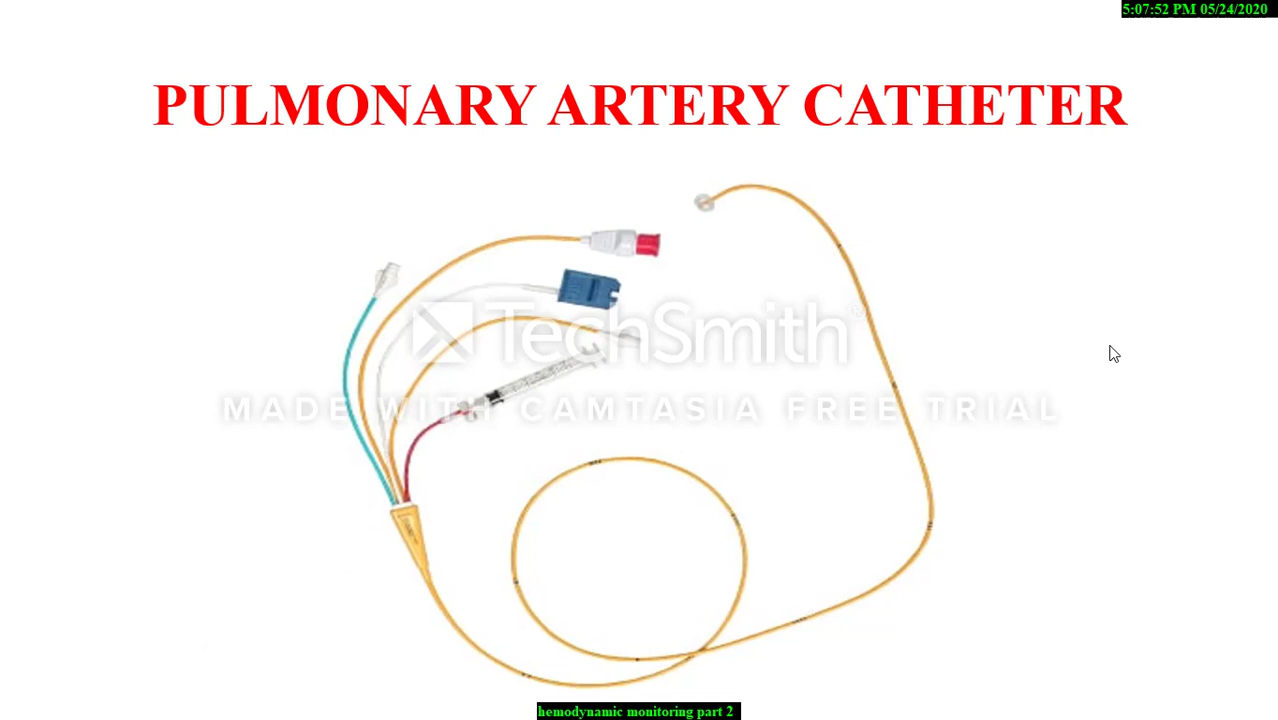 5:07:52 PM 05/24/2020
PULMONARY ARTERY CATHETER
TechSmith®
MADE WITH CAMTASIA FREE TRIAL
hemodynamic monitoring part 2